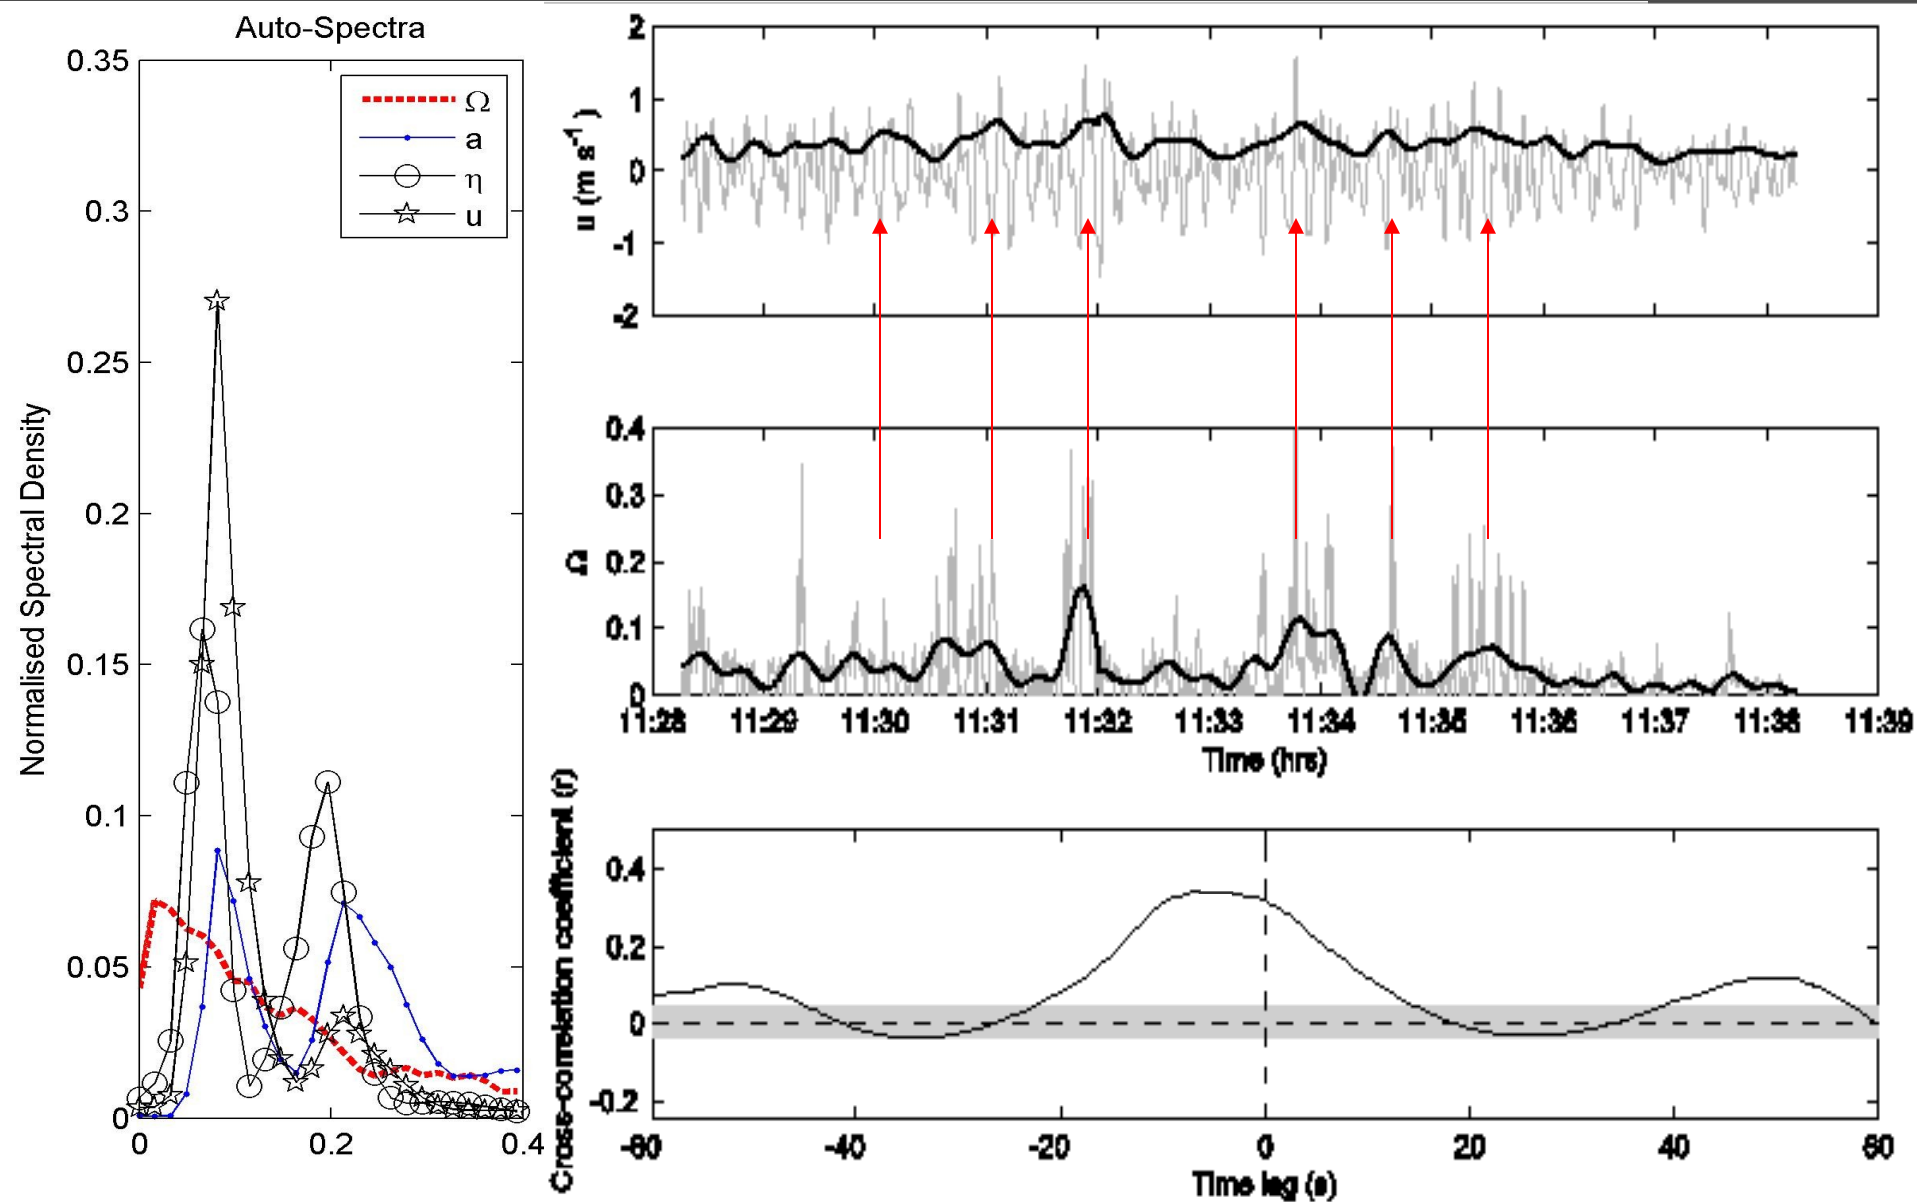 Auto-Spectra
0.35
0.3
0.25
0.2
0.15
0.1
0.05
0
0
0.2
0.4
Normalised Spectral Density
Ω
a
η
u
2
1
0
-1
-2
u (m s⁻¹)
0.4
0.3
0.2
0.1
0
Ω
11:28 11:29 11:30 11:31 11:32 11:33 11:34 11:35 11:36 11:37 11:38 11:39
Time (hrs)
Cross-correlation coefficient (r)
0.4
0.2
0
-0.2
-60 -40 -20 0 20 40 60
Time lag (s)